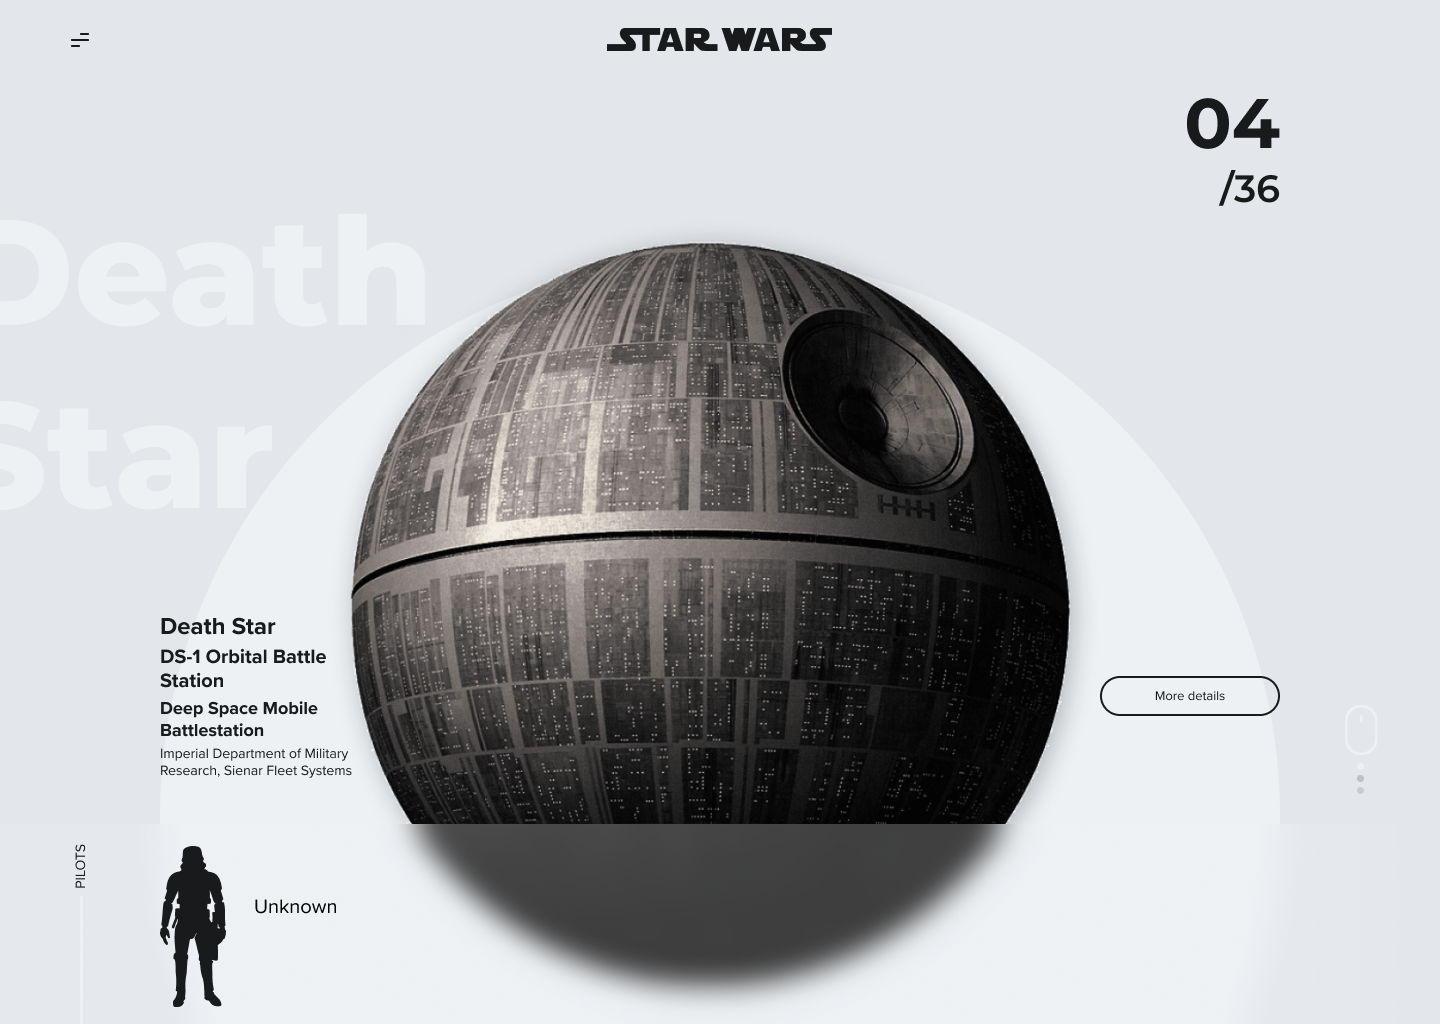 STAR WARS
04
/36
Death
Star
Death Star
DS-1 Orbital Battle
Station
Deep Space Mobile
Battlestation
Imperial Department of Military
Research, Sienar Fleet Systems
More details
PILOTS
Unknown